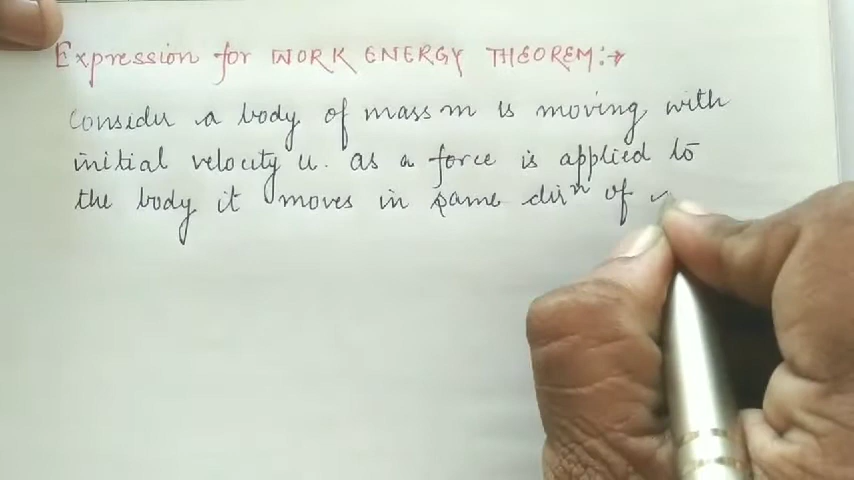 Expression for WORK ENERGY THEOREM:→
Consider a body of mass m is moving with
initial velocity u. as a force is applied to
the body it moves in same dirⁿ of